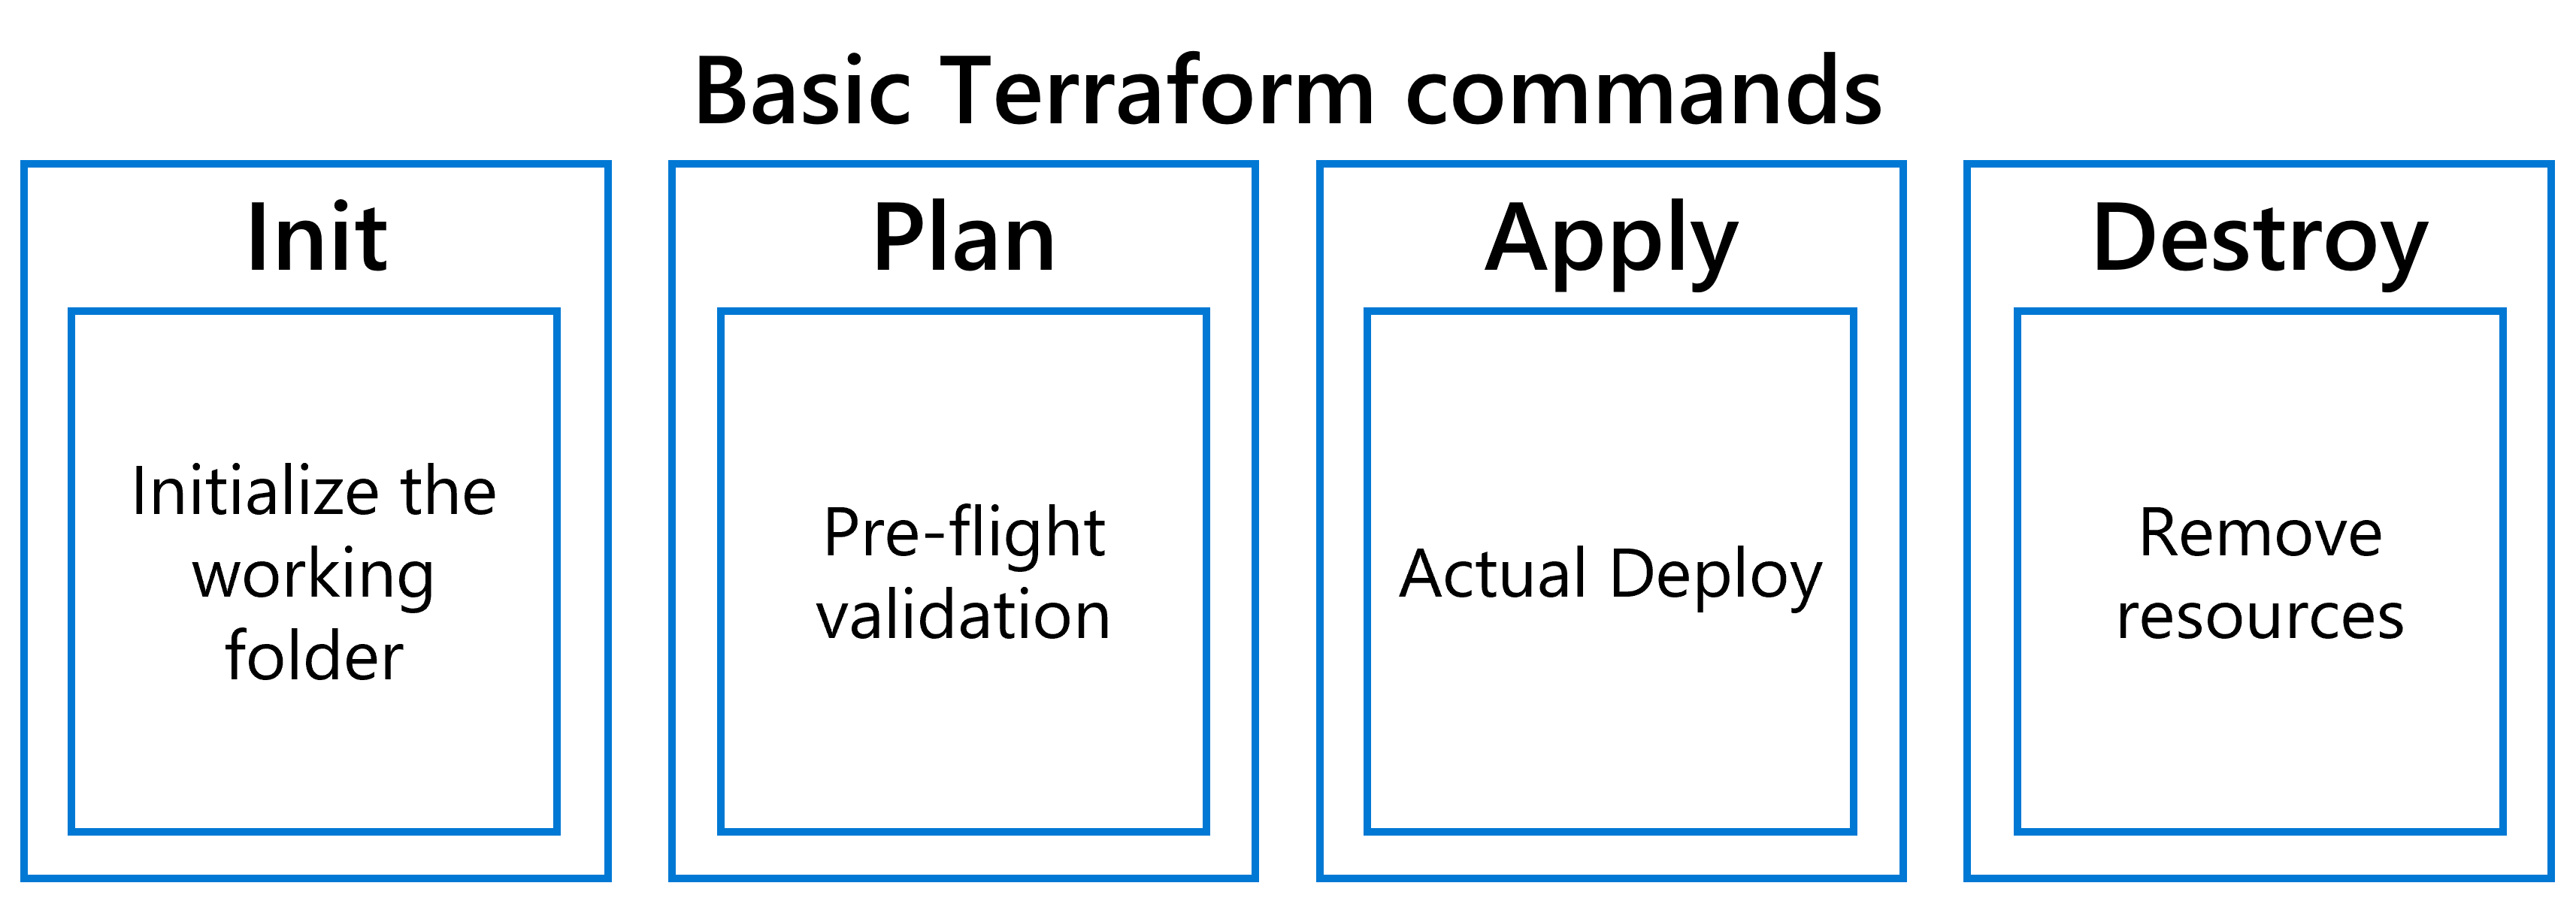 Basic Terraform commands
Init
Initialize the
working
folder
Plan
Pre-flight
validation
Apply
Actual Deploy
Destroy
Remove
resources